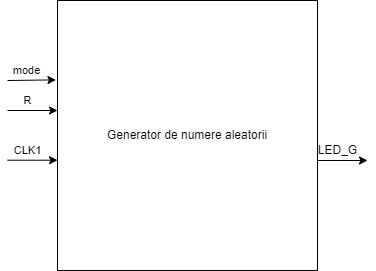 mode
R
Generator de numere aleatorii
CLK1
LED_G